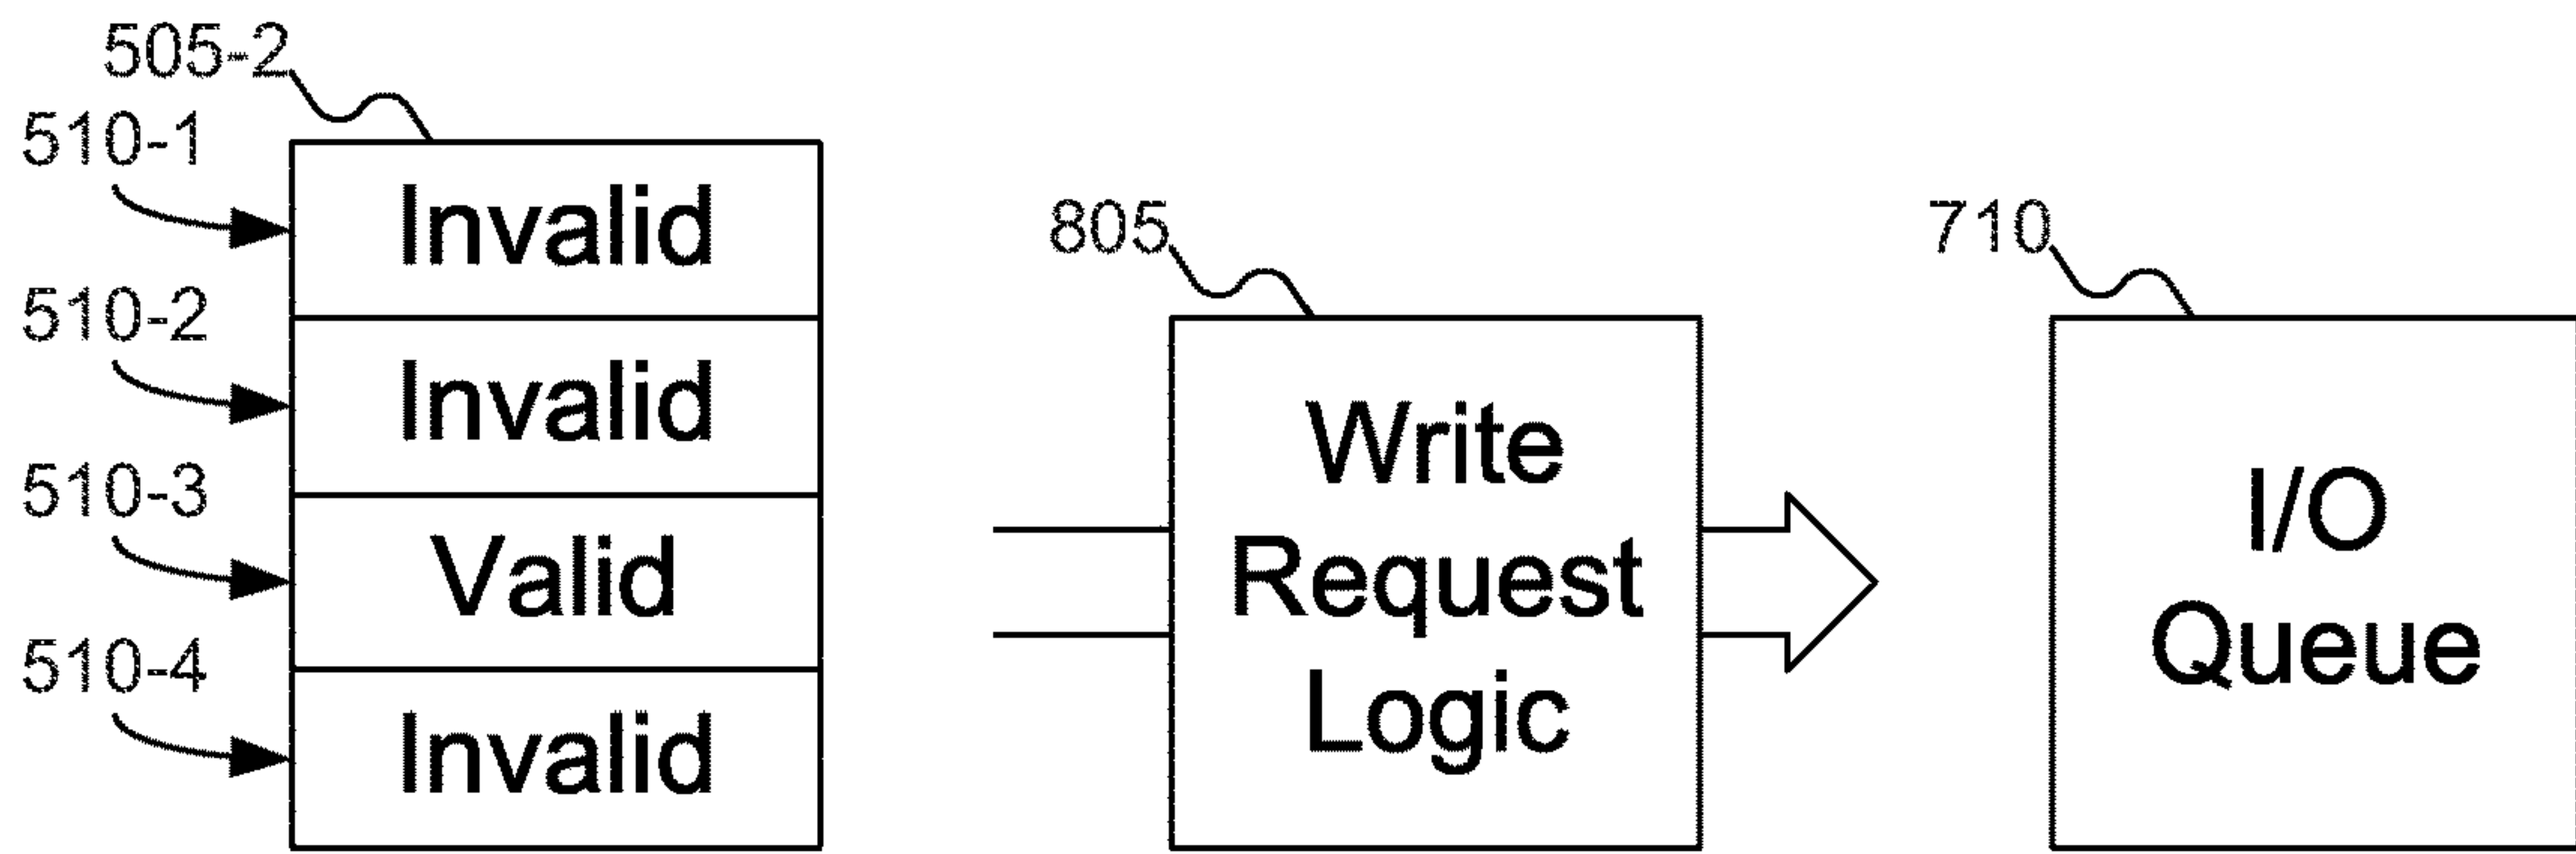 505-2
510-1
Invalid
510-2
Invalid
510-3
Valid
510-4
Invalid
805
Write
Request
Logic
710
I/O
Queue